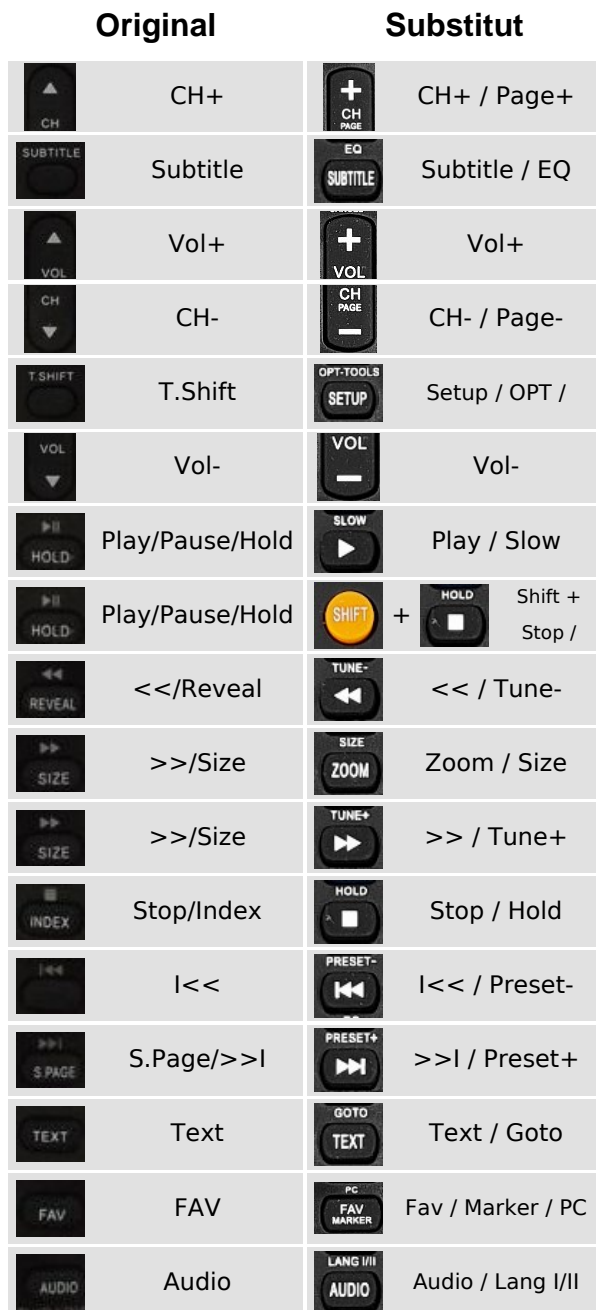 Original Substitut
CH CH+ + CH PAGE CH+ / Page+
SUBTITLE Subtitle EQ SUBTITLE Subtitle / EQ
VOL Vol+ + VOL Vol+
CH CH- CH PAGE CH- / Page-
T.SHIFT T.Shift OPT-TOOLS SETUP Setup / OPT /
VOL Vol- VOL Vol-
HOLD Play/Pause/Hold SLOW Play / Slow
HOLD Play/Pause/Hold SHIFT + HOLD Shift +
Stop /
REVEAL <</Reveal TUNE- << / Tune-
SIZE >>/Size SIZE ZOOM Zoom / Size
SIZE >>/Size TUNE+ >> / Tune+
INDEX Stop/Index HOLD Stop / Hold
I<< PRESET- I<< / Preset-
S.PAGE S.Page/>>I PRESET+ >>I / Preset+
TEXT Text GOTO TEXT Text / Goto
FAV FAV PC FAV MARKER Fav / Marker / PC
AUDIO Audio LANG I/II AUDIO Audio / Lang I/II